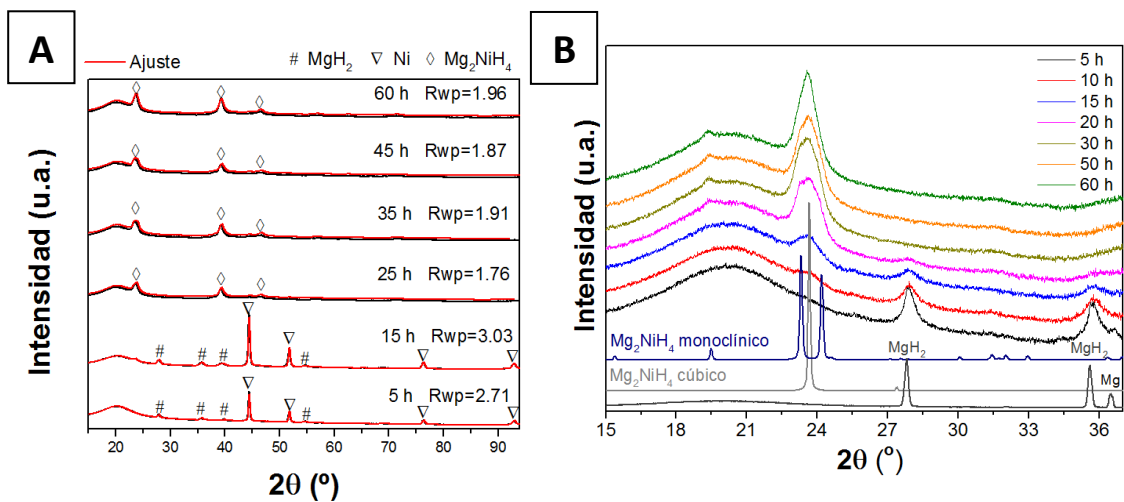 A
Ajuste # MgH₂ ▽ Ni ◊ Mg₂NiH₄
60 h Rwp=1.96
45 h Rwp=1.87
35 h Rwp=1.91
25 h Rwp=1.76
15 h Rwp=3.03
5 h Rwp=2.71
Intensidad (u.a.)
20 30 40 50 60 70 80 90
2θ (º)
B
5 h
10 h
15 h
20 h
30 h
50 h
60 h
Mg₂NiH₄ monoclínico
MgH₂
MgH₂
Mg₂NiH₄ cúbico
Mg
Intensidad (u.a.)
15 18 21 24 27 30 33 36
2θ (º)